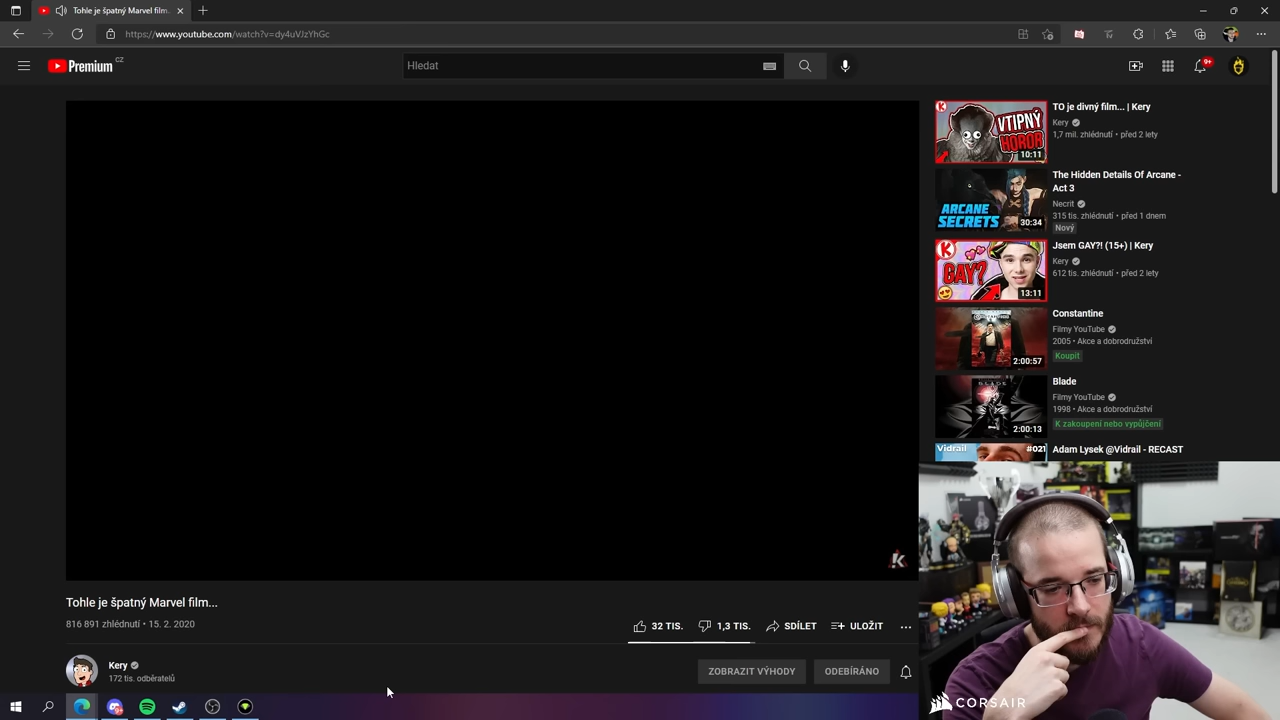 Tohle je špatný Marvel film...
https://www.youtube.com/watch?v=dy4uVJzYhGc
Premium CZ
Hledat
9+
TO je divný film... | Kery
Kery
1,7 mil. zhlédnutí • před 2 lety
VTIPNÝ
HOROR
10:11
The Hidden Details Of Arcane -
Act 3
Necrit
315 tis. zhlédnutí • před 1 dnem
Nový
ARCANE
SECRETS
30:34
Jsem GAY?! (15+) | Kery
Kery
612 tis. zhlédnutí • před 2 lety
GAY?
13:11
Constantine
Filmy YouTube
2005 • Akce a dobrodružství
Koupit
2:00:57
Blade
Filmy YouTube
1998 • Akce a dobrodružství
K zakoupení nebo vypůjčení
BLADE
2:00:13
Adam Lysek @Vidrail - RECAST
Vidrail
#021
Tohle je špatný Marvel film...
816 891 zhlédnutí • 15. 2. 2020
32 TIS.
1,3 TIS.
SDÍLET
ULOŽIT
Kery
172 tis. odběratelů
ZOBRAZIT VÝHODY
ODEBÍRÁNO
CORSAIR